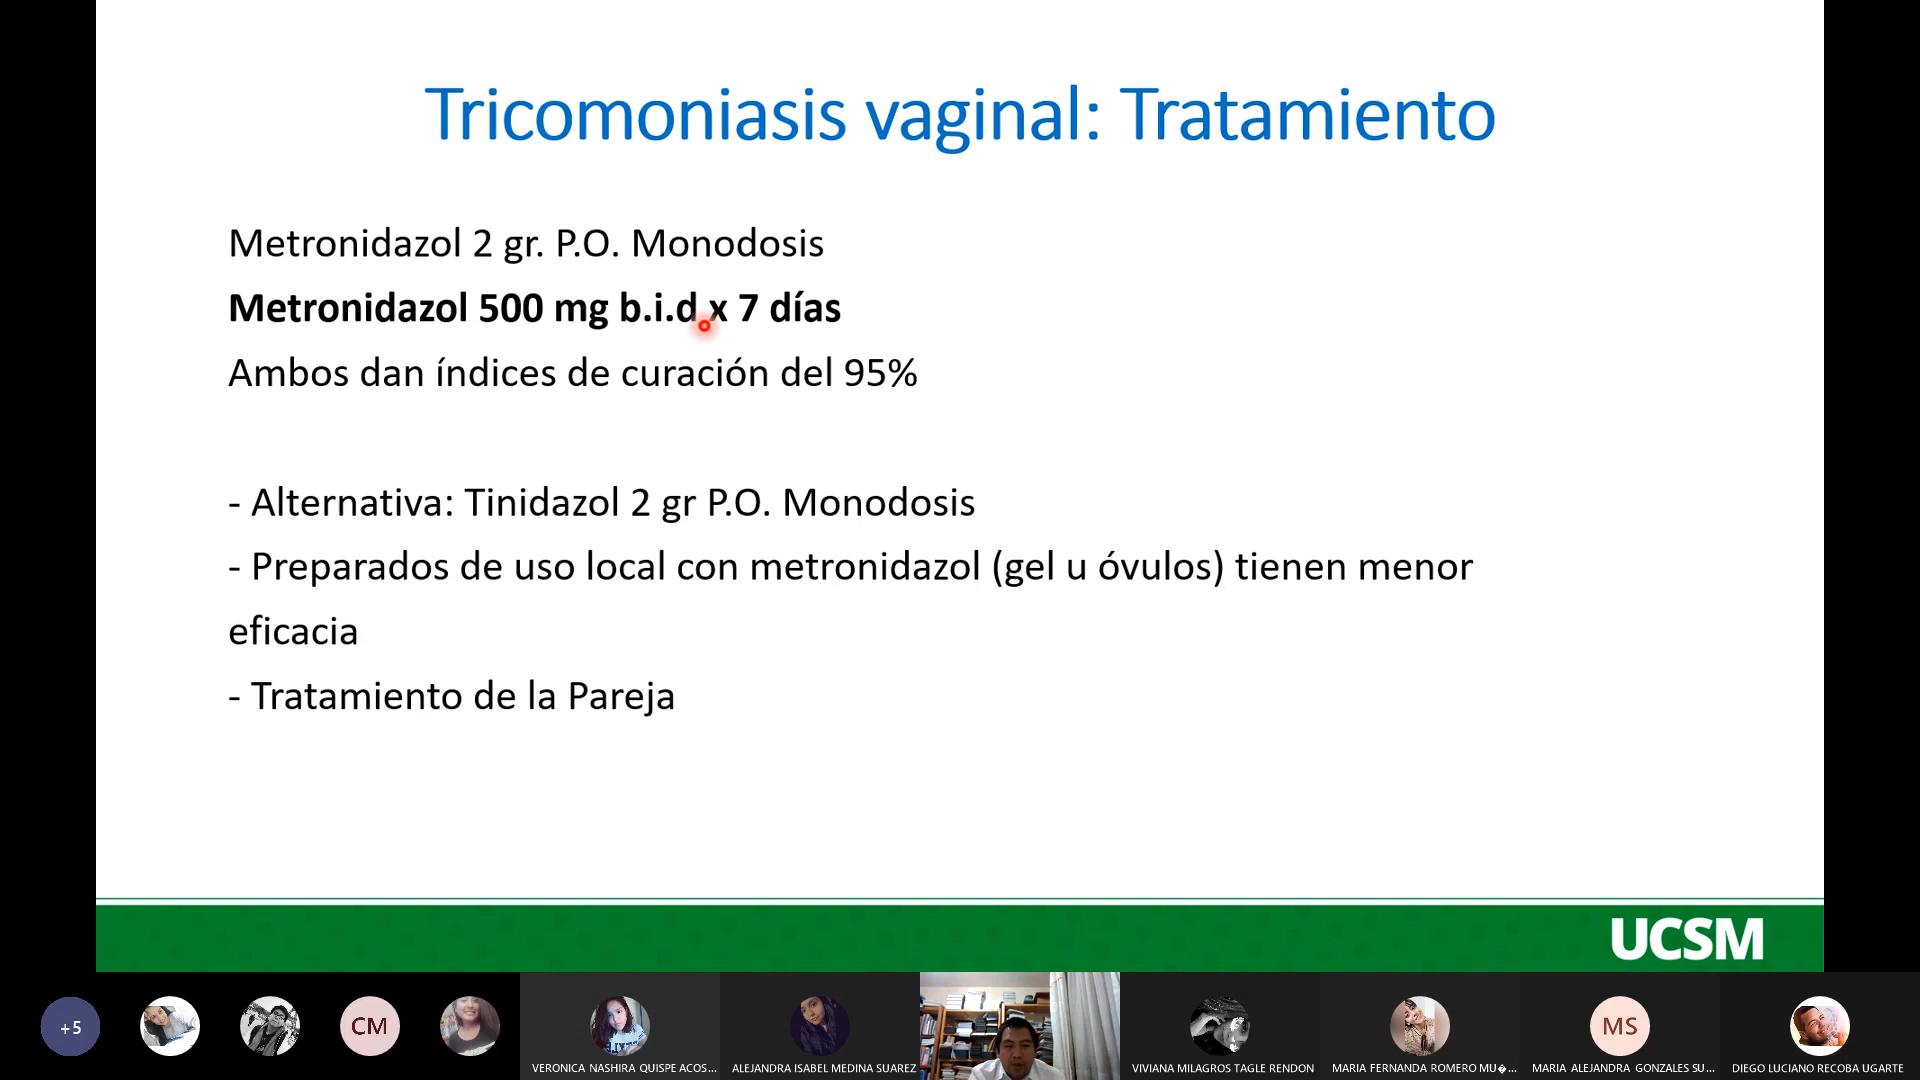 Tricomoniasis vaginal: Tratamiento
Metronidazol 2 gr. P.O. Monodosis
Metronidazol 500 mg b.i.d x 7 días
Ambos dan índices de curación del 95%
- Alternativa: Tinidazol 2 gr P.O. Monodosis
- Preparados de uso local con metronidazol (gel u óvulos) tienen menor
eficacia
- Tratamiento de la Pareja
UCSM
+5
CM
MS
VERONICA NASHIRA QUISPE ACOS...
ALEJANDRA ISABEL MEDINA SUAREZ
VIVIANA MILAGROS TAGLE RENDON
MARIA FERNANDA ROMERO MU�...
MARIA ALEJANDRA GONZALES SU...
DIEGO LUCIANO RECOBA UGARTE